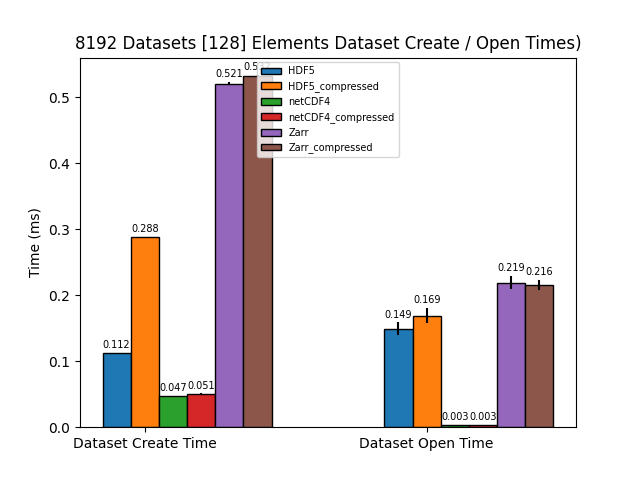 8192 Datasets [128] Elements Dataset Create / Open Times)
Time (ms)
0.5
0.4
0.3
0.2
0.1
0.0
0.112
0.288
0.047
0.051
0.521
HDF5
HDF5_compressed
netCDF4
netCDF4_compressed
Zarr
Zarr_compressed
0.149
0.169
0.003
0.003
0.219
0.216
Dataset Create Time
Dataset Open Time